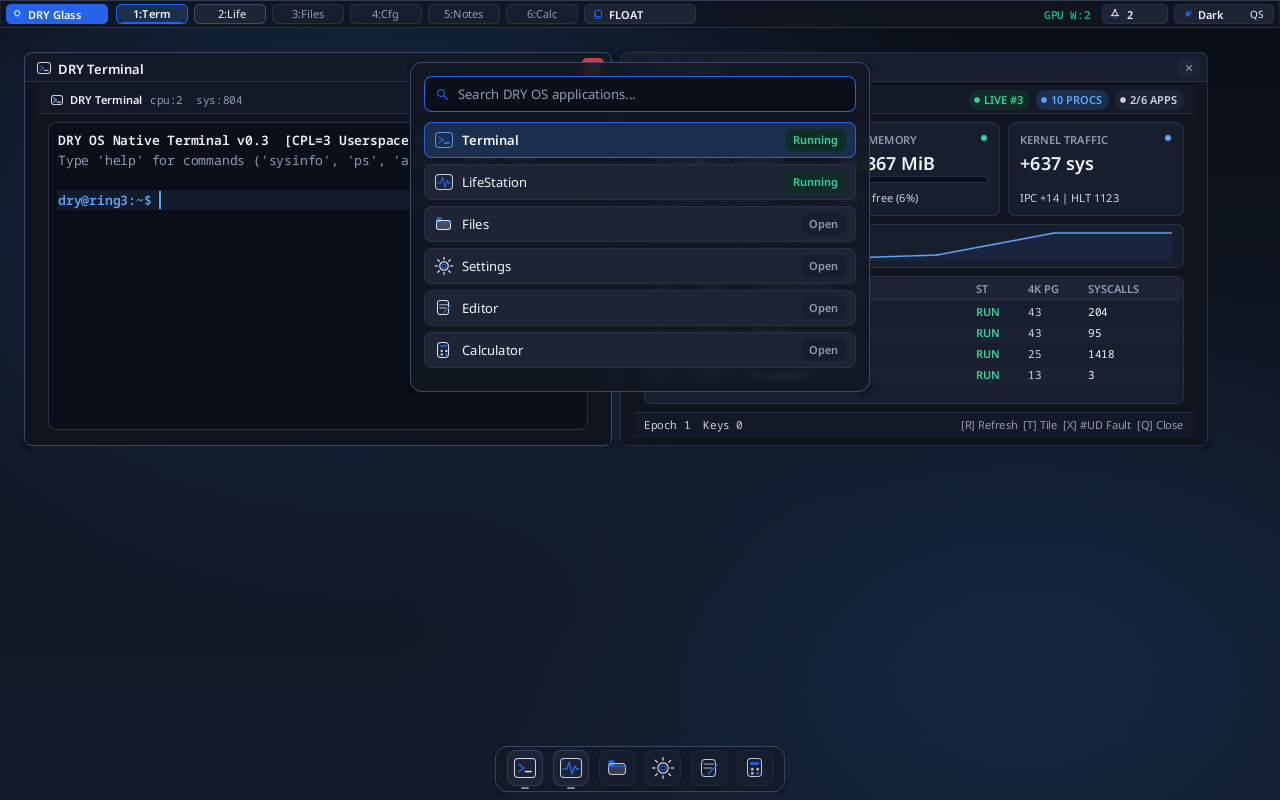 DRY Glass
1:Term
2:Life
3:Files
4:Cfg
5:Notes
6:Calc
FLOAT
GPU W:2
2
Dark
QS
DRY Terminal
DRY Terminal cpu:2 sys:804
DRY OS Native Terminal v0.3 [CPL=3 Userspace
Type 'help' for commands ('sysinfo', 'ps', 'a
dry@ring3:~$
Search DRY OS applications...
Terminal Running
LifeStation Running
Files Open
Settings Open
Editor Open
Calculator Open
×
LIVE #3
10 PROCS
2/6 APPS
MEMORY
367 MiB
free (6%)
KERNEL TRAFFIC
+637 sys
IPC +14 | HLT 1123
ST 4K PG SYSCALLS
RUN 43 204
RUN 43 95
RUN 25 1418
RUN 13 3
Epoch 1 Keys 0
[R] Refresh [T] Tile [X] #UD Fault [Q] Close